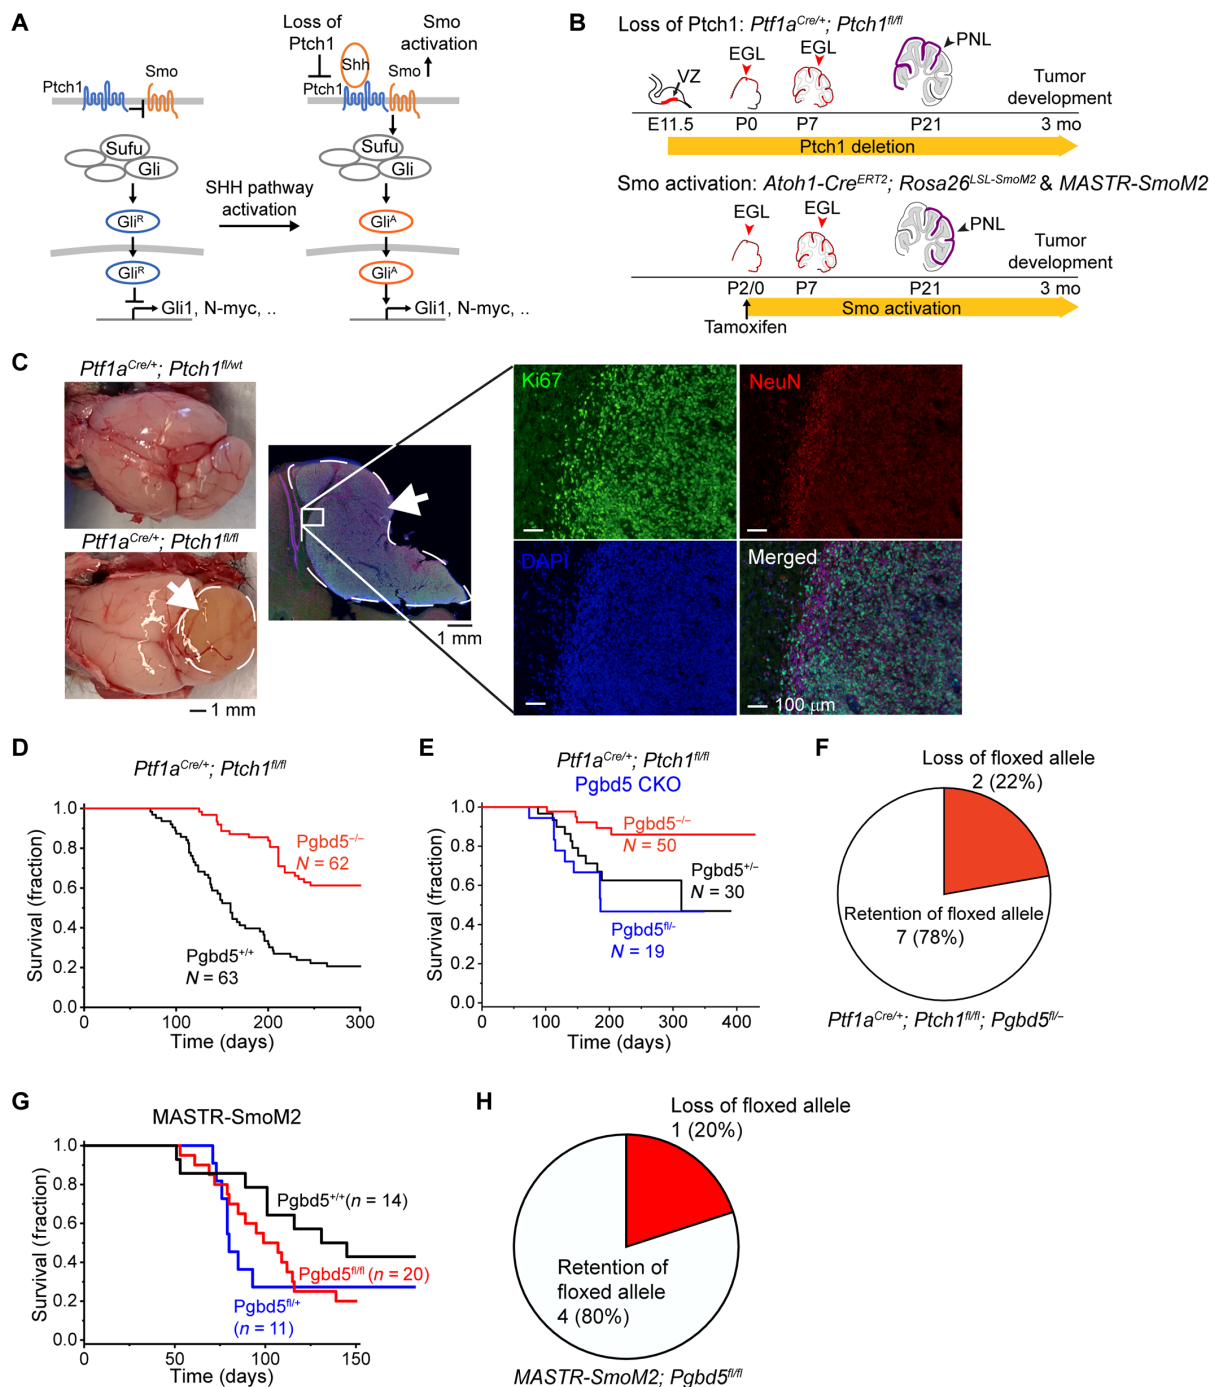 A
Loss of
Ptch1
Smo
activation
Shh
Ptch1
Smo
Ptch1
Smo
Sufu
Gli
Sufu
Gli
SHH pathway
activation
Gli^R
Gli^A
Gli^R
Gli^A
Gli1, N-myc, ..
Gli1, N-myc, ..
B
Loss of Ptch1: Ptf1a^Cre/+; Ptch1^fl/fl
VZ
EGL
EGL
PNL
Tumor
development
E11.5
P0
P7
P21
3 mo
Ptch1 deletion
Smo activation: Atoh1-Cre^ERT2; Rosa26^LSL-SmoM2 & MASTR-SmoM2
EGL
EGL
PNL
Tumor
development
P2/0
P7
P21
3 mo
Smo activation
Tamoxifen
C
Ptf1a^Cre/+; Ptch1^fl/wt
Ptf1a^Cre/+; Ptch1^fl/fl
1 mm
1 mm
Ki67
NeuN
DAPI
Merged
100 μm
D
Ptf1a^Cre/+; Ptch1^fl/fl
Survival (fraction)
1.0
0.8
0.6
0.4
0.2
0.0
Pgbd5^−/−
N = 62
Pgbd5^+/+
N = 63
0
100
200
300
Time (days)
E
Ptf1a^Cre/+; Ptch1^fl/fl
Pgbd5 CKO
Survival (fraction)
1.0
0.8
0.6
0.4
0.2
0.0
Pgbd5^−/−
N = 50
Pgbd5^+/−
N = 30
Pgbd5^fl/-
N = 19
0
100
200
300
400
Time (days)
F
Loss of floxed allele
2 (22%)
Retention of floxed allele
7 (78%)
Ptf1a^Cre/+; Ptch1^fl/fl; Pgbd5^fl/−
G
MASTR-SmoM2
Survival (fraction)
1.0
0.8
0.6
0.4
0.2
0.0
Pgbd5^+/+ (n = 14)
Pgbd5^fl/fl (n = 20)
Pgbd5^fl/+
(n = 11)
0
50
100
150
Time (days)
H
Loss of floxed allele
1 (20%)
Retention of
floxed allele
4 (80%)
MASTR-SmoM2; Pgbd5^fl/fl